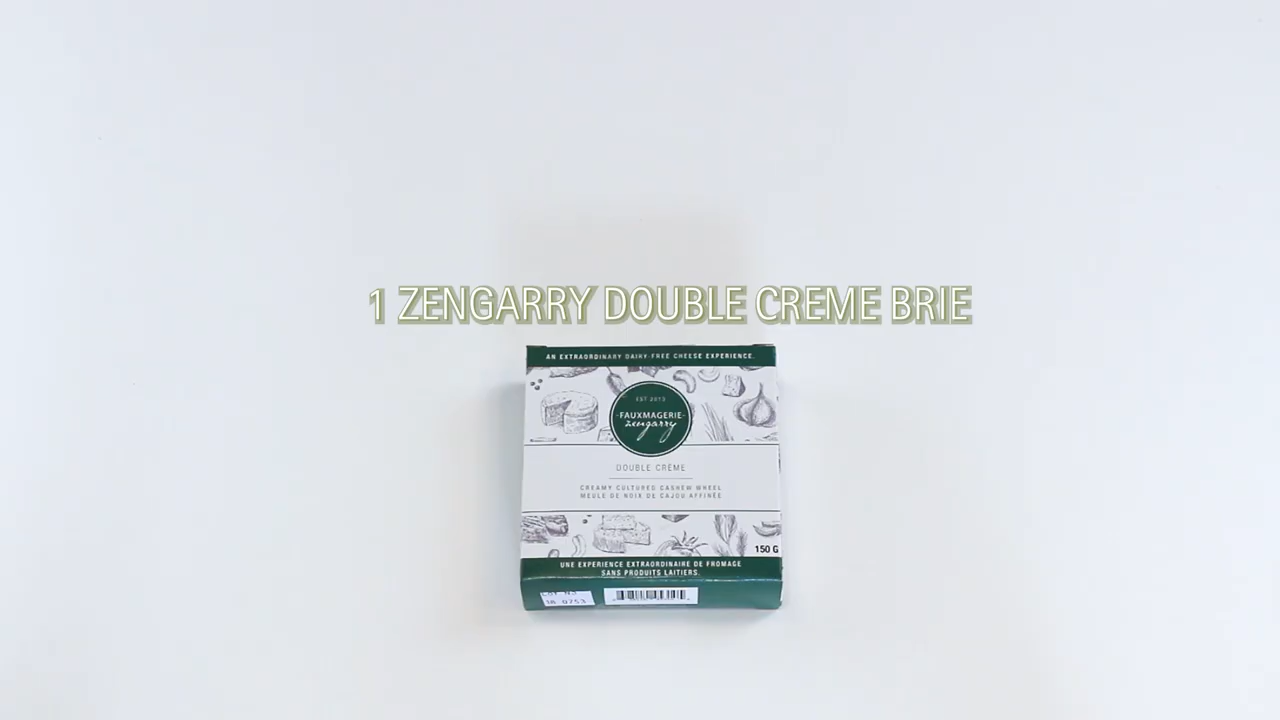 1 ZENGARRY DOUBLE CREME BRIE
AN EXTRAORDINARY DAIRY-FREE CHEESE EXPERIENCE.
EST 2013
-FAUXMAGERIE-
zengarry
DOUBLE CRÈME
CREAMY CULTURED CASHEW WHEEL
MEULE DE NOIX DE CAJOU AFFINÉE
150 G
UNE EXPERIENCE EXTRAORDINAIRE DE FROMAGE
SANS PRODUITS LAITIERS.